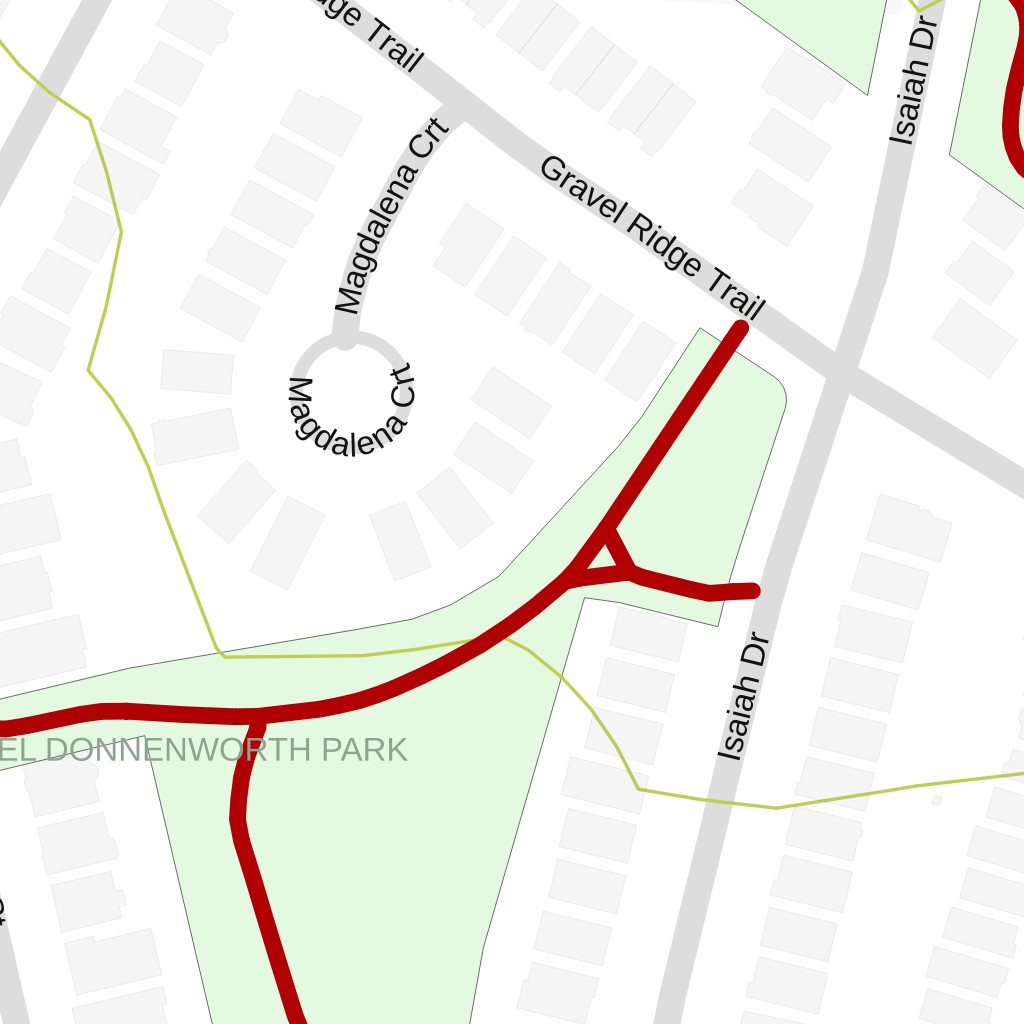 dge Trail
Isaiah Dr
Magdalena Crt
Gravel Ridge Trail
Magdalena Crt
Isaiah Dr
EL DONNENWORTH PARK